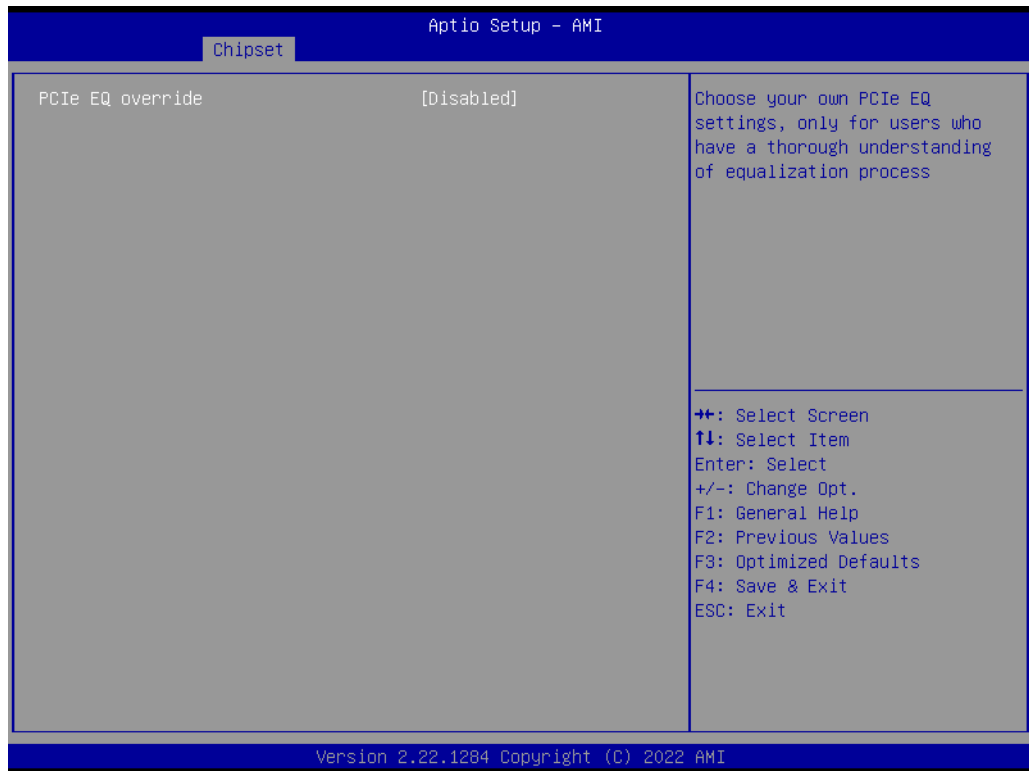 Aptio Setup – AMI
Chipset
PCIe EQ override [Disabled]
Choose your own PCIe EQ
settings, only for users who
have a thorough understanding
of equalization process
→←: Select Screen
↑↓: Select Item
Enter: Select
+/-: Change Opt.
F1: General Help
F2: Previous Values
F3: Optimized Defaults
F4: Save & Exit
ESC: Exit
Version 2.22.1284 Copyright (C) 2022 AMI